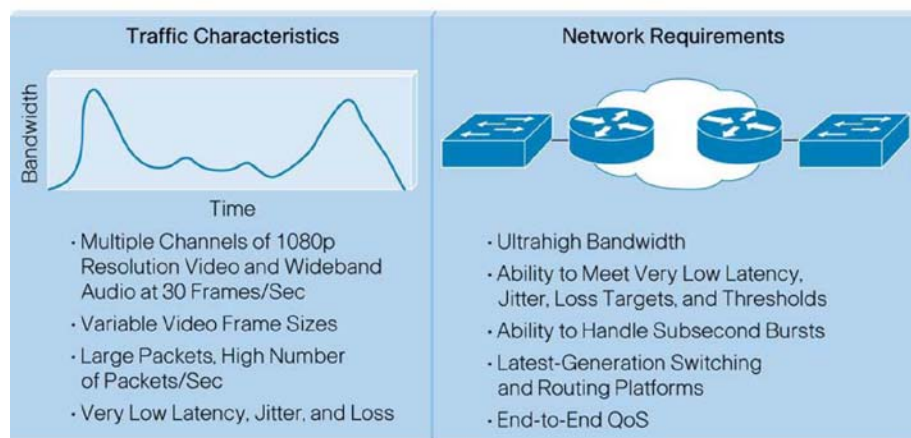 Traffic Characteristics
Bandwidth
Time
· Multiple Channels of 1080p
Resolution Video and Wideband
Audio at 30 Frames/Sec
· Variable Video Frame Sizes
· Large Packets, High Number
of Packets/Sec
· Very Low Latency, Jitter, and Loss
Network Requirements
· Ultrahigh Bandwidth
· Ability to Meet Very Low Latency,
Jitter, Loss Targets, and Thresholds
· Ability to Handle Subsecond Bursts
· Latest-Generation Switching
and Routing Platforms
· End-to-End QoS